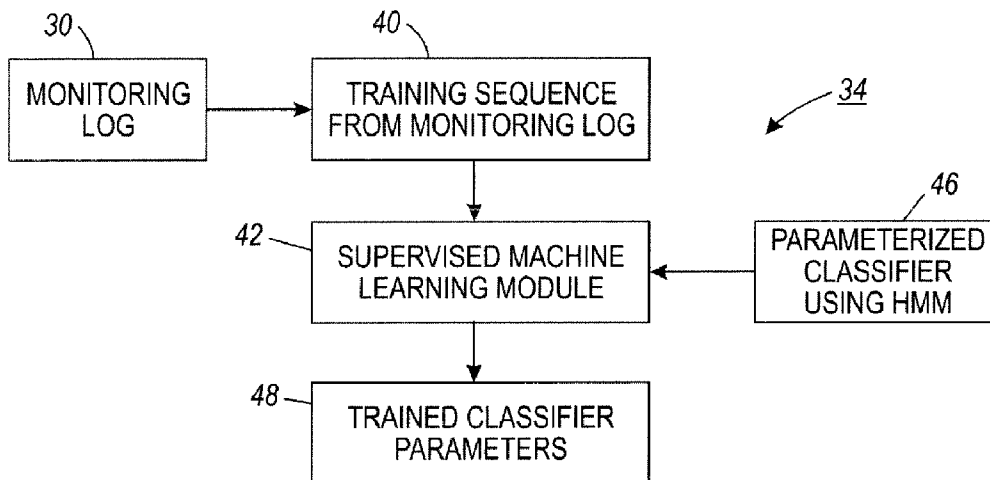 30
MONITORING
LOG
40
TRAINING SEQUENCE
FROM MONITORING LOG
34
42
SUPERVISED MACHINE
LEARNING MODULE
46
PARAMETERIZED
CLASSIFIER
USING HMM
48
TRAINED CLASSIFIER
PARAMETERS